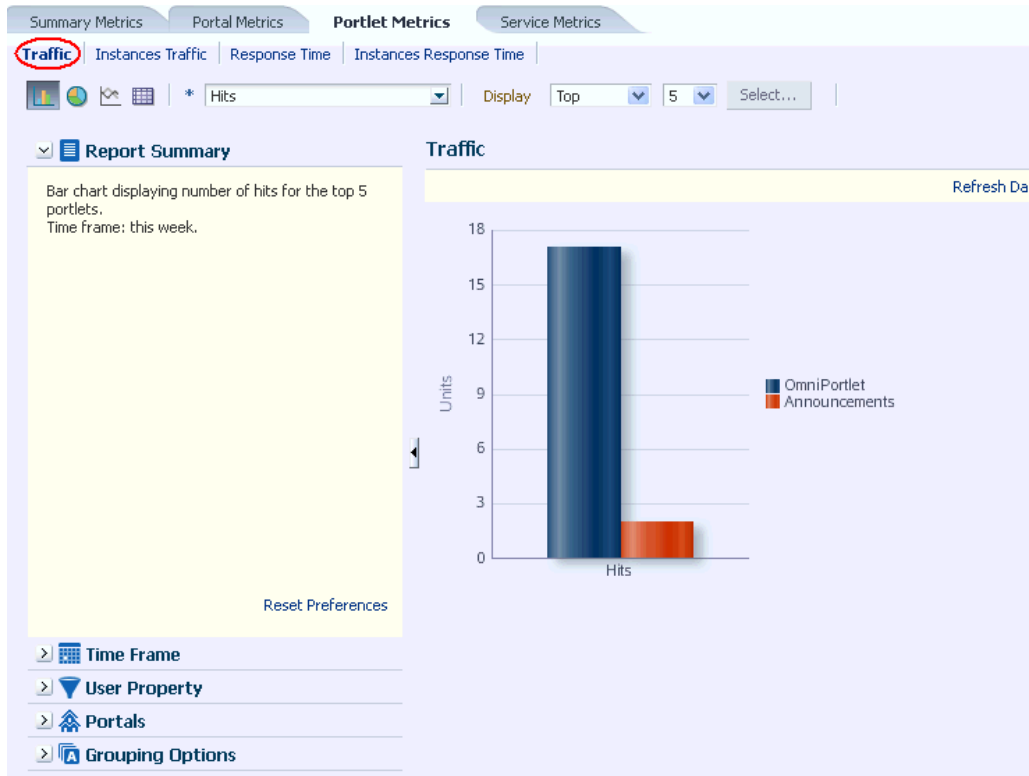 Summary Metrics Portal Metrics Portlet Metrics Service Metrics
Traffic Instances Traffic Response Time Instances Response Time
* Hits Display Top 5 Select...
Report Summary
Bar chart displaying number of hits for the top 5
portlets.
Time frame: this week.
Reset Preferences
Time Frame
User Property
Portals
Grouping Options
Traffic
Refresh Da
18
15
12
9
6
3
0
Units
Hits
OmniPortlet
Announcements